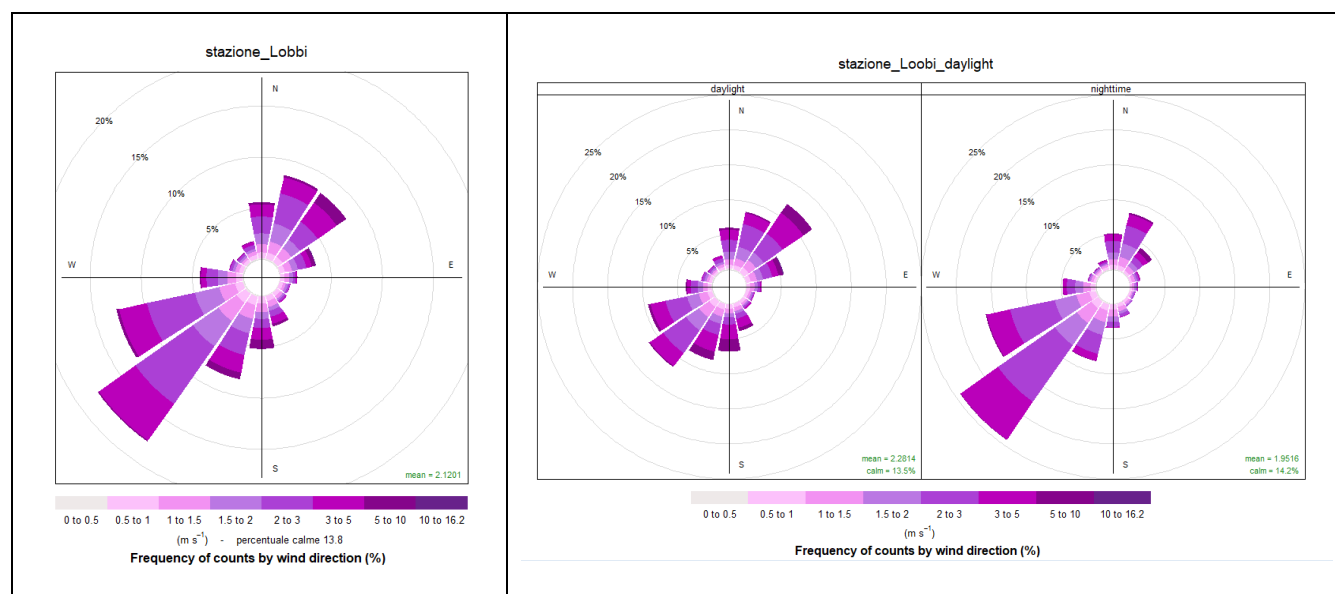 stazione_Lobbi
N
20%
15%
10%
5%
W
E
S
mean = 2.1201
0 to 0.5 0.5 to 1 1 to 1.5 1.5 to 2 2 to 3 3 to 5 5 to 10 10 to 16.2
(m s⁻¹) - percentuale calme 13.8
Frequency of counts by wind direction (%)
stazione_Loobi_daylight
daylight
N
25%
20%
15%
10%
5%
W
E
S
mean = 2.2814
calm = 13.5%
nighttime
N
25%
20%
15%
10%
5%
W
E
S
mean = 1.9516
calm = 14.2%
0 to 0.5 0.5 to 1 1 to 1.5 1.5 to 2 2 to 3 3 to 5 5 to 10 10 to 16.2
(m s⁻¹)
Frequency of counts by wind direction (%)